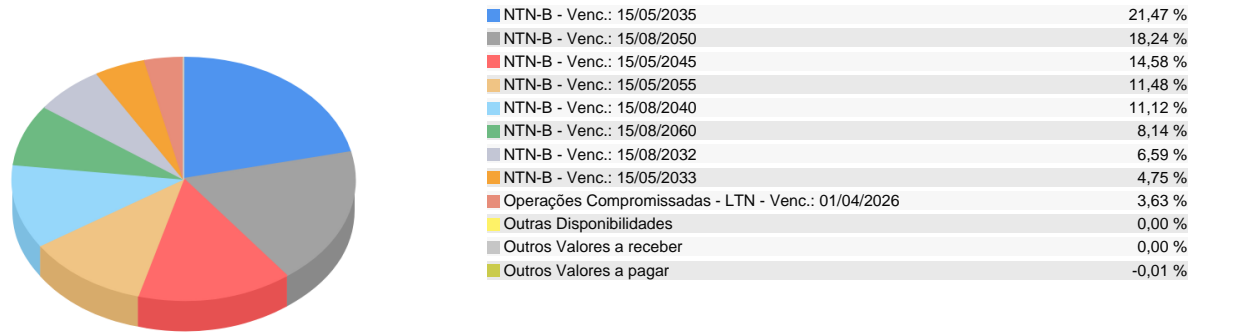 NTN-B - Venc.: 15/05/2035 21,47 %
NTN-B - Venc.: 15/08/2050 18,24 %
NTN-B - Venc.: 15/05/2045 14,58 %
NTN-B - Venc.: 15/05/2055 11,48 %
NTN-B - Venc.: 15/08/2040 11,12 %
NTN-B - Venc.: 15/08/2060 8,14 %
NTN-B - Venc.: 15/08/2032 6,59 %
NTN-B - Venc.: 15/05/2033 4,75 %
Operações Compromissadas - LTN - Venc.: 01/04/2026 3,63 %
Outras Disponibilidades 0,00 %
Outros Valores a receber 0,00 %
Outros Valores a pagar -0,01 %